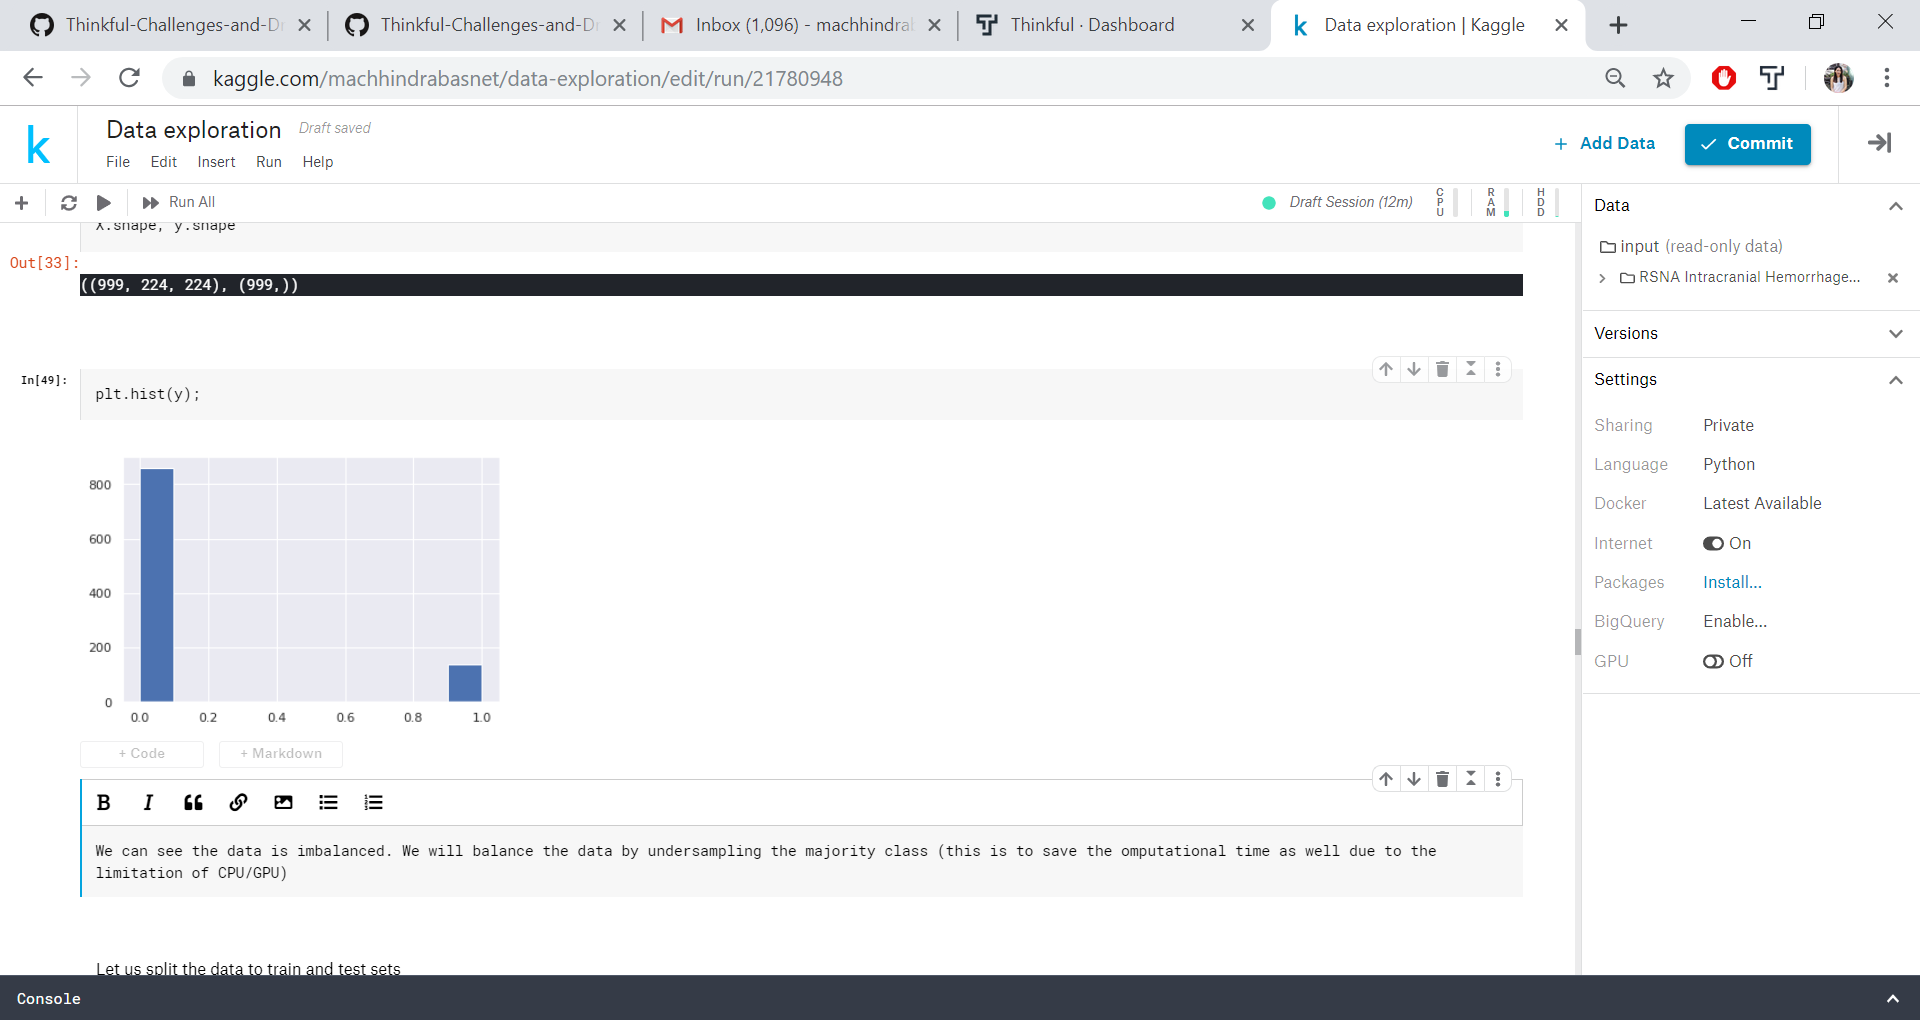 Thinkful-Challenges-and-Dr
Thinkful-Challenges-and-Dr
Inbox (1,096) - machhindra
Thinkful · Dashboard
Data exploration | Kaggle
kaggle.com/machhindrabasnet/data-exploration/edit/run/21780948
k
Data exploration Draft saved
File Edit Insert Run Help
+ Add Data
Commit
Run All
Draft Session (12m)
CPU
RAM
HDD
X.shape, y.shape
Out[33]:
((999, 224, 224), (999,))
In[49]:
plt.hist(y);
800
600
400
200
0
0.0 0.2 0.4 0.6 0.8 1.0
+ Code + Markdown
B I
We can see the data is imbalanced. We will balance the data by undersampling the majority class (this is to save the omputational time as well due to the
limitation of CPU/GPU)
Let us split the data to train and test sets
Data
input (read-only data)
RSNA Intracranial Hemorrhage...
Versions
Settings
Sharing Private
Language Python
Docker Latest Available
Internet On
Packages Install...
BigQuery Enable...
GPU Off
Console